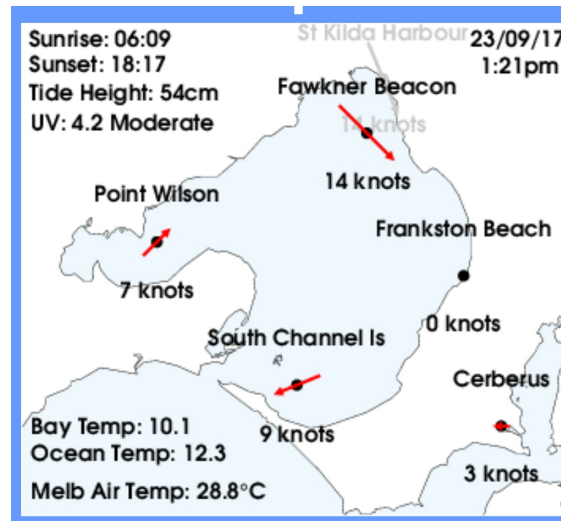 Sunrise: 06:09
Sunset: 18:17
Tide Height: 54cm
UV: 4.2 Moderate
St Kilda Harbour
23/09/17
1:21pm
Fawkner Beacon
14 knots
14 knots
Point Wilson
7 knots
Frankston Beach
0 knots
South Channel Is
9 knots
Cerberus
3 knots
Bay Temp: 10.1
Ocean Temp: 12.3
Melb Air Temp: 28.8°C